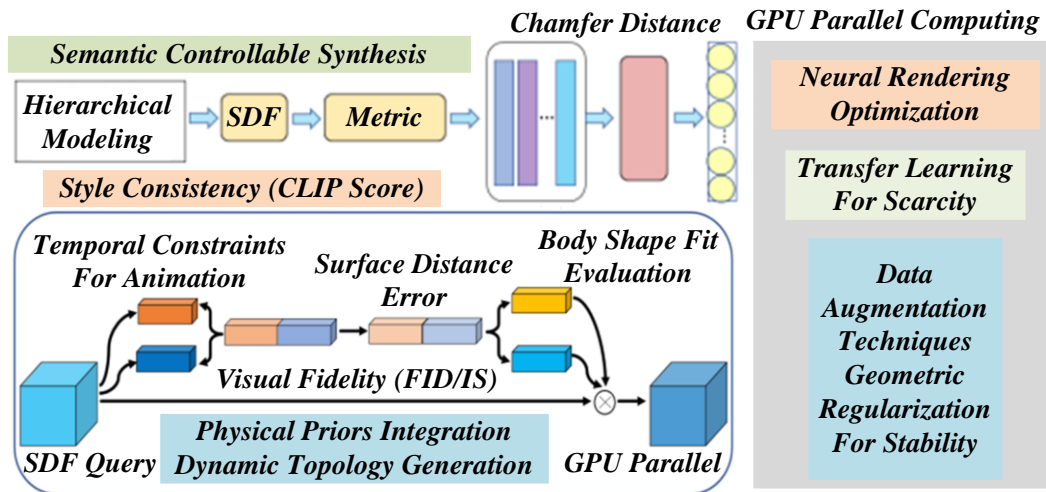 Chamfer Distance
GPU Parallel Computing
Semantic Controllable Synthesis
Hierarchical
Modeling
SDF
Metric
Style Consistency (CLIP Score)
Temporal Constraints
For Animation
Surface Distance
Error
Body Shape Fit
Evaluation
Visual Fidelity (FID/IS)
SDF Query
Physical Priors Integration
Dynamic Topology Generation
GPU Parallel
Neural Rendering
Optimization
Transfer Learning
For Scarcity
Data
Augmentation
Techniques
Geometric
Regularization
For Stability